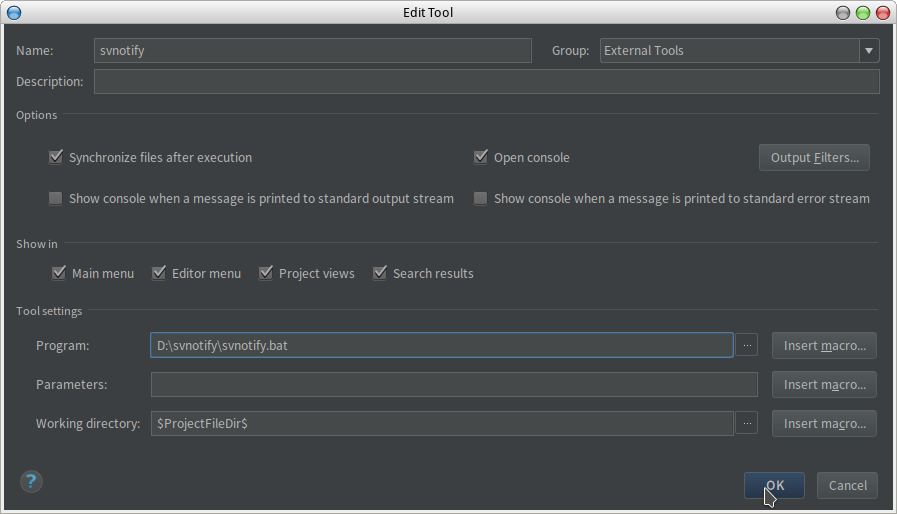 Edit Tool
Name: svnotify Group: External Tools
Description:
Options
Synchronize files after execution Open console Output Filters...
Show console when a message is printed to standard output stream Show console when a message is printed to standard error stream
Show in
Main menu Editor menu Project views Search results
Tool settings
Program: D:\svnotify\svnotify.bat ... Insert macro...
Parameters: Insert macro...
Working directory: $ProjectFileDir$ ... Insert macro...
? OK Cancel